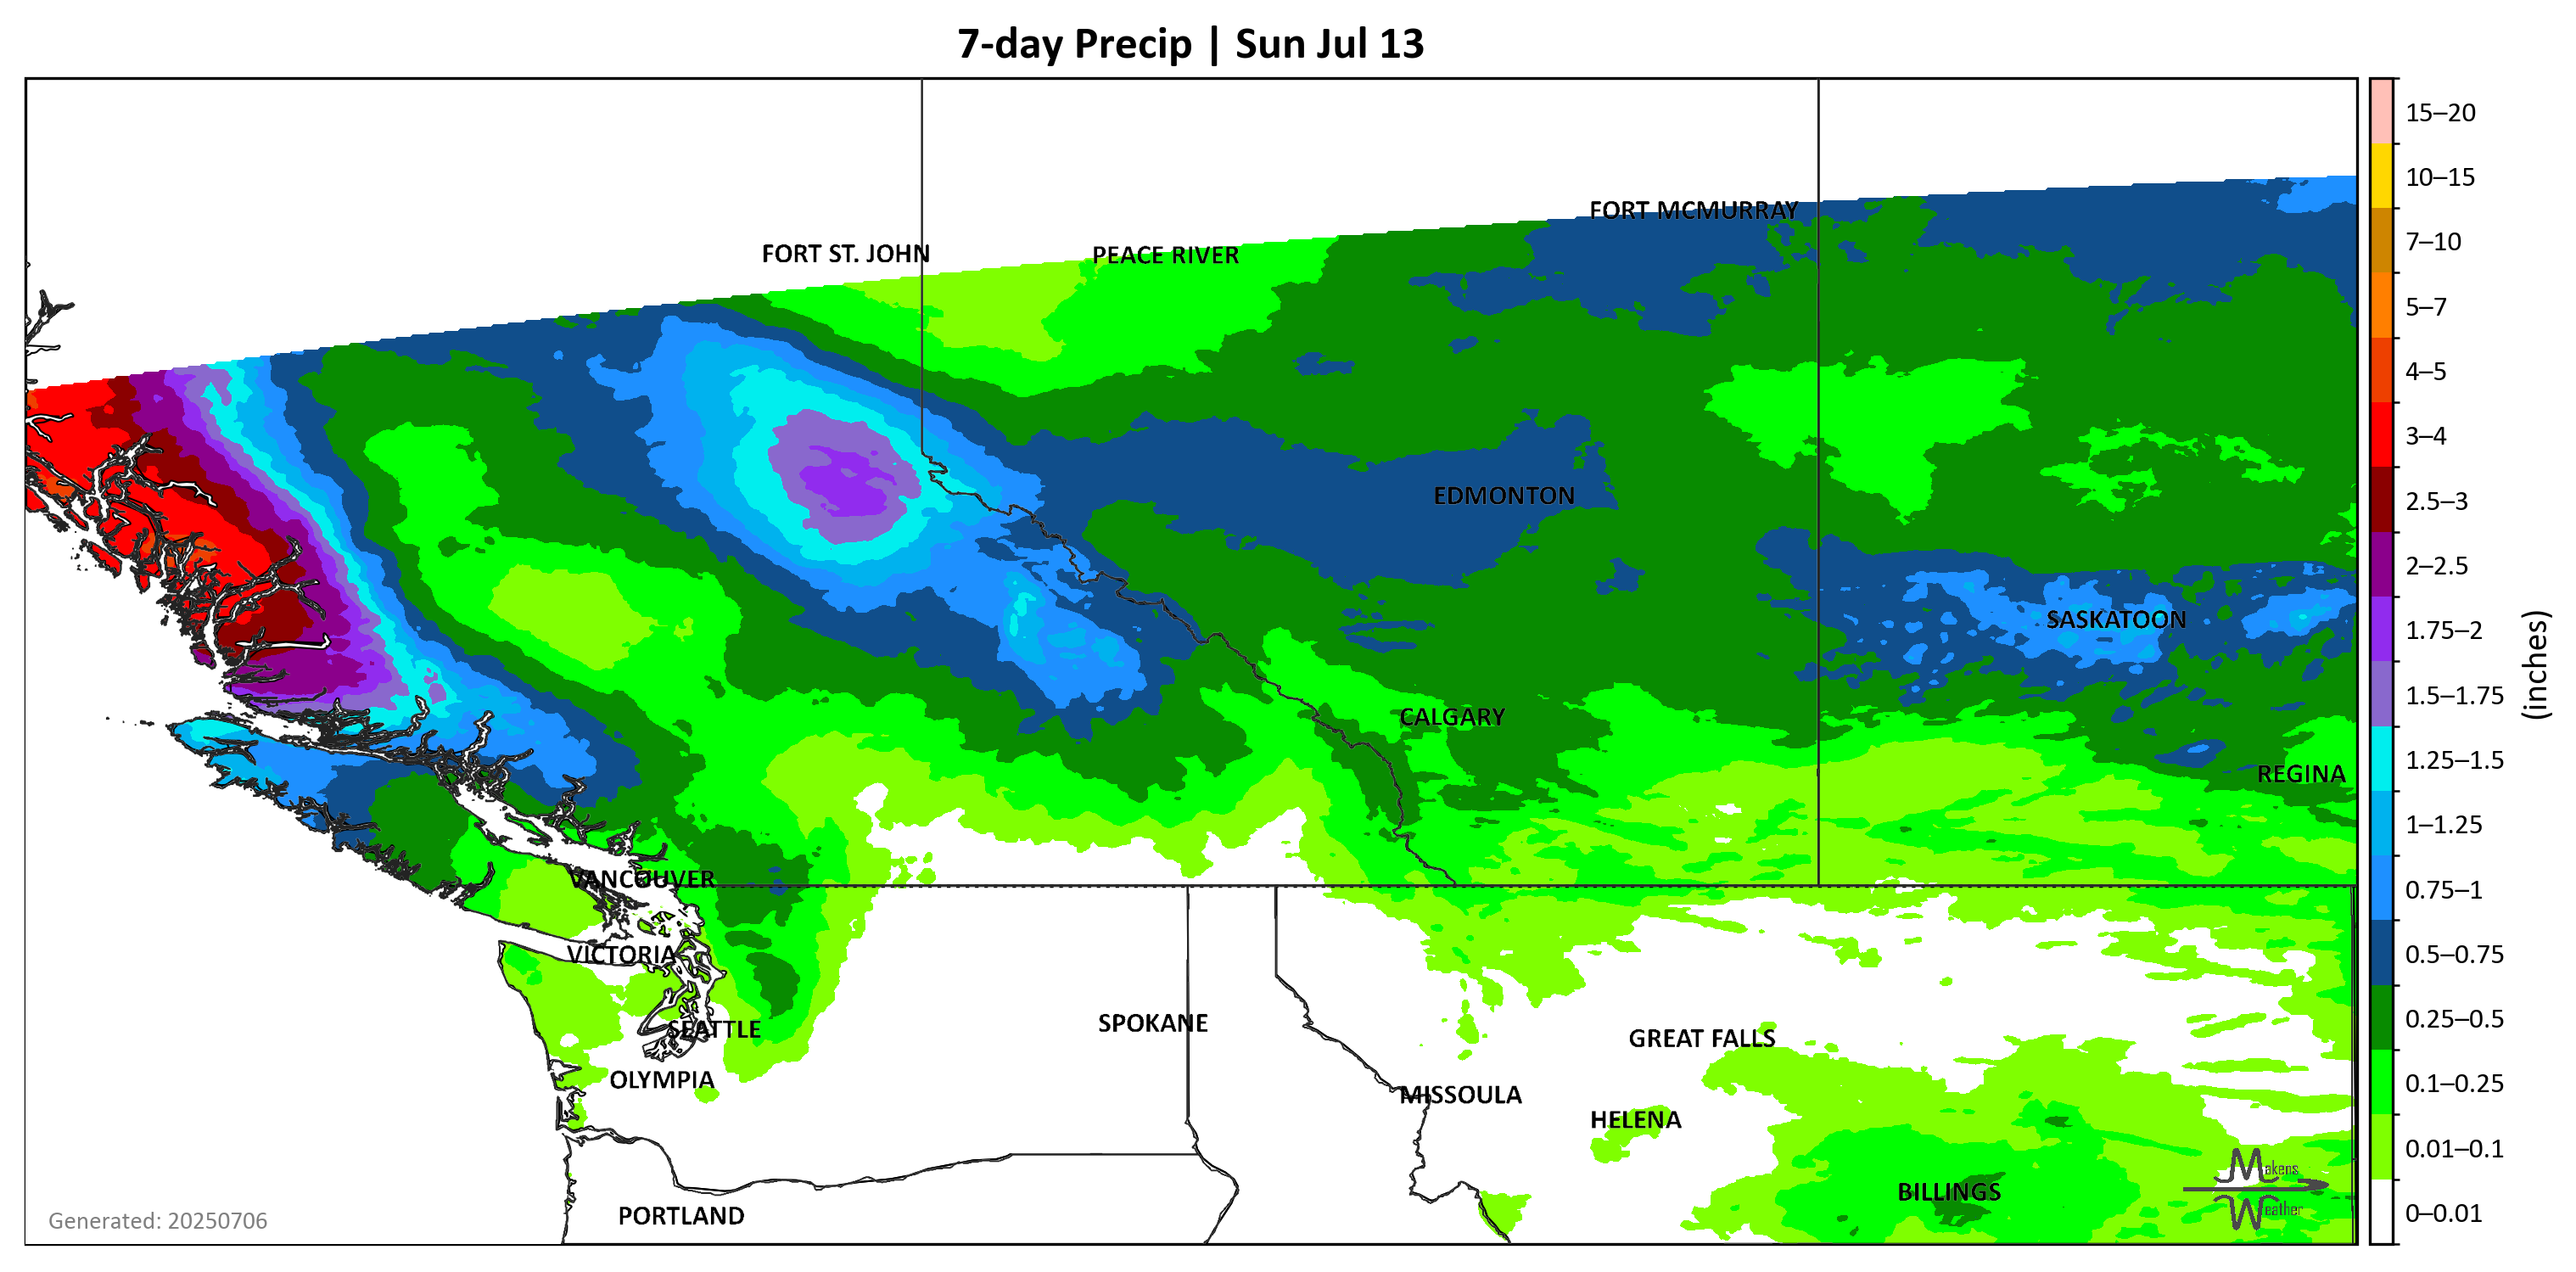 7-day Precip | Sun Jul 13
15–20
10–15
7–10
5–7
4–5
3–4
2.5–3
2–2.5
1.75–2
1.5–1.75
1.25–1.5
1–1.25
0.75–1
0.5–0.75
0.25–0.5
0.1–0.25
0.01–0.1
0–0.01
(inches)
FORT MCMURRAY
FORT ST. JOHN
PEACE RIVER
EDMONTON
SASKATOON
CALGARY
REGINA
VANCOUVER
VICTORIA
SEATTLE
SPOKANE
GREAT FALLS
OLYMPIA
MISSOULA
HELENA
BILLINGS
PORTLAND
Makens
Weather
Generated: 20250706